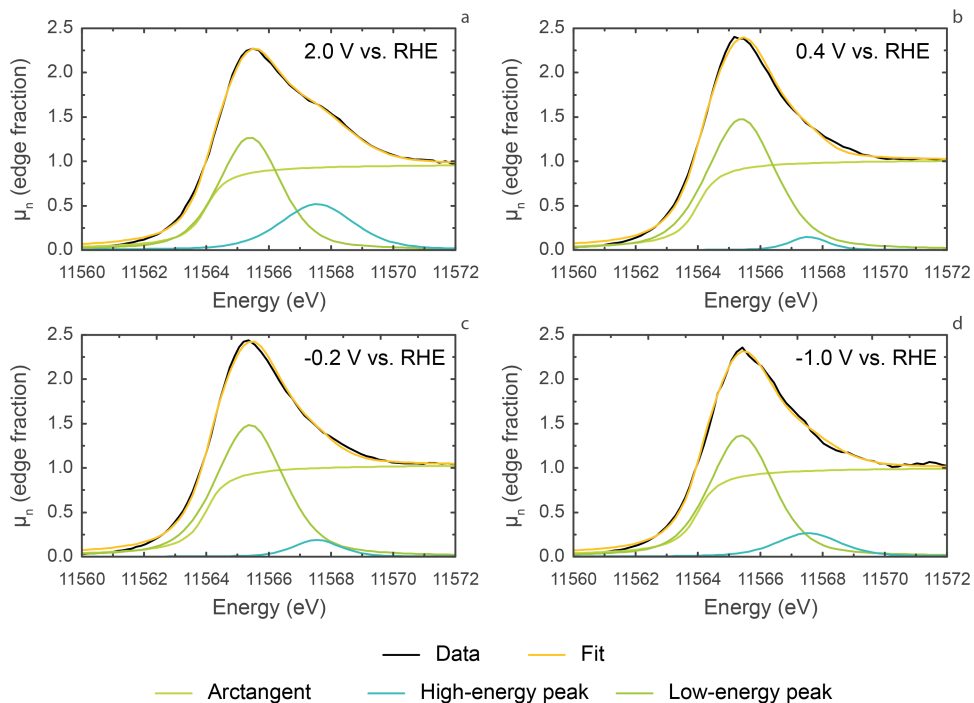 a
2.0 V vs. RHE
2.5
2.0
1.5
1.0
0.5
0.0
µn (edge fraction)
11560 11562 11564 11566 11568 11570 11572
Energy (eV)
b
0.4 V vs. RHE
2.5
2.0
1.5
1.0
0.5
0.0
µn (edge fraction)
11560 11562 11564 11566 11568 11570 11572
Energy (eV)
c
-0.2 V vs. RHE
2.5
2.0
1.5
1.0
0.5
0.0
µn (edge fraction)
11560 11562 11564 11566 11568 11570 11572
Energy (eV)
d
-1.0 V vs. RHE
2.5
2.0
1.5
1.0
0.5
0.0
µn (edge fraction)
11560 11562 11564 11566 11568 11570 11572
Energy (eV)
Data Fit
Arctangent High-energy peak Low-energy peak